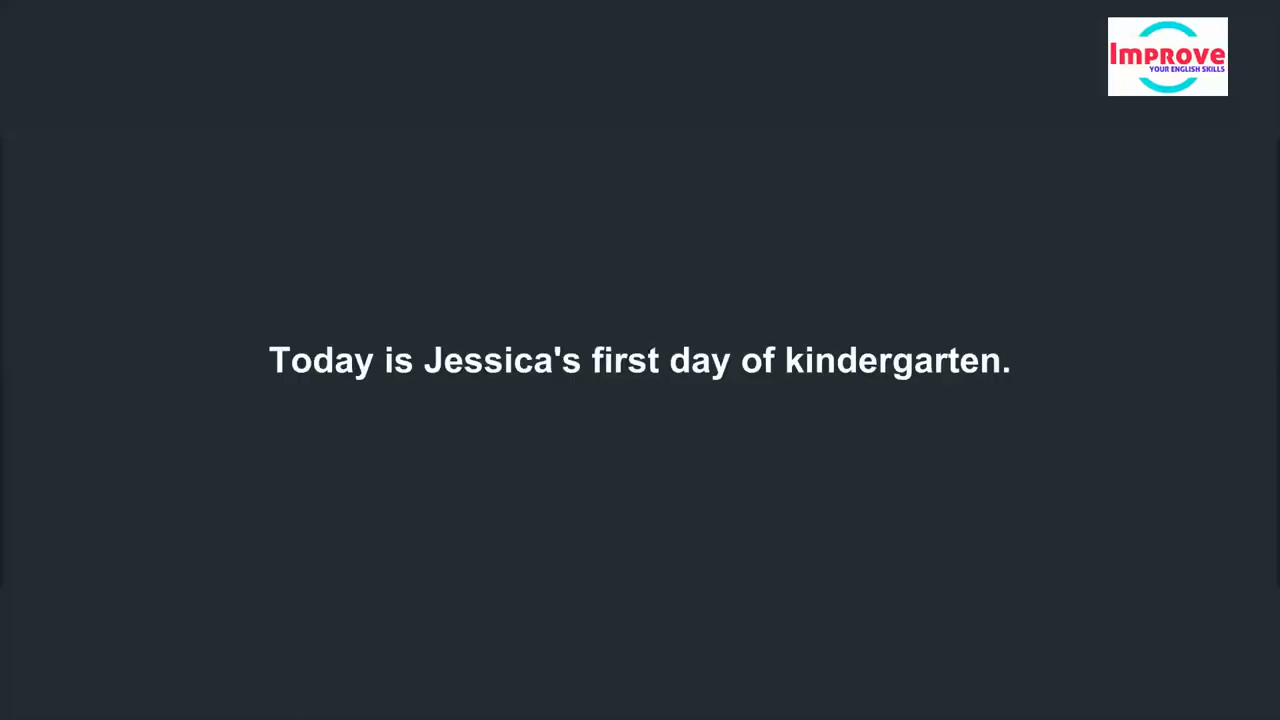 Improve
YOUR ENGLISH SKILLS
Today is Jessica's first day of kindergarten.